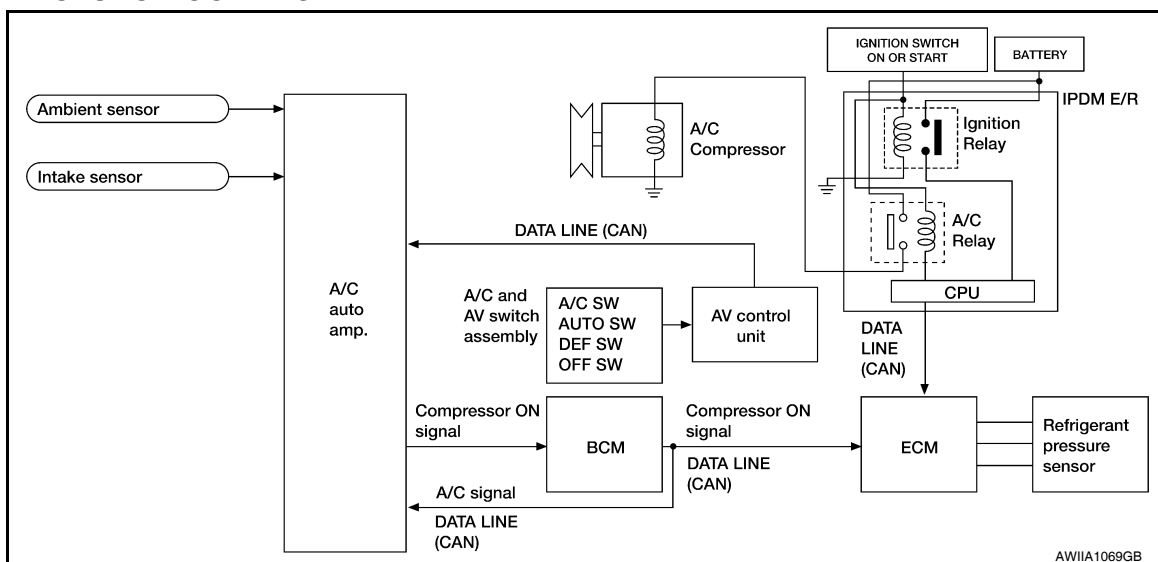 IGNITION SWITCH
ON OR START
BATTERY
IPDM E/R
Ambient sensor
Intake sensor
A/C
Compressor
Ignition
Relay
A/C
Relay
CPU
DATA LINE (CAN)
A/C
auto
amp.
A/C and
AV switch
assembly
A/C SW
AUTO SW
DEF SW
OFF SW
AV control
unit
DATA
LINE
(CAN)
Compressor ON
signal
BCM
Compressor ON
signal
DATA LINE
(CAN)
ECM
Refrigerant
pressure
sensor
A/C signal
DATA LINE
(CAN)
AWIIA1069GB